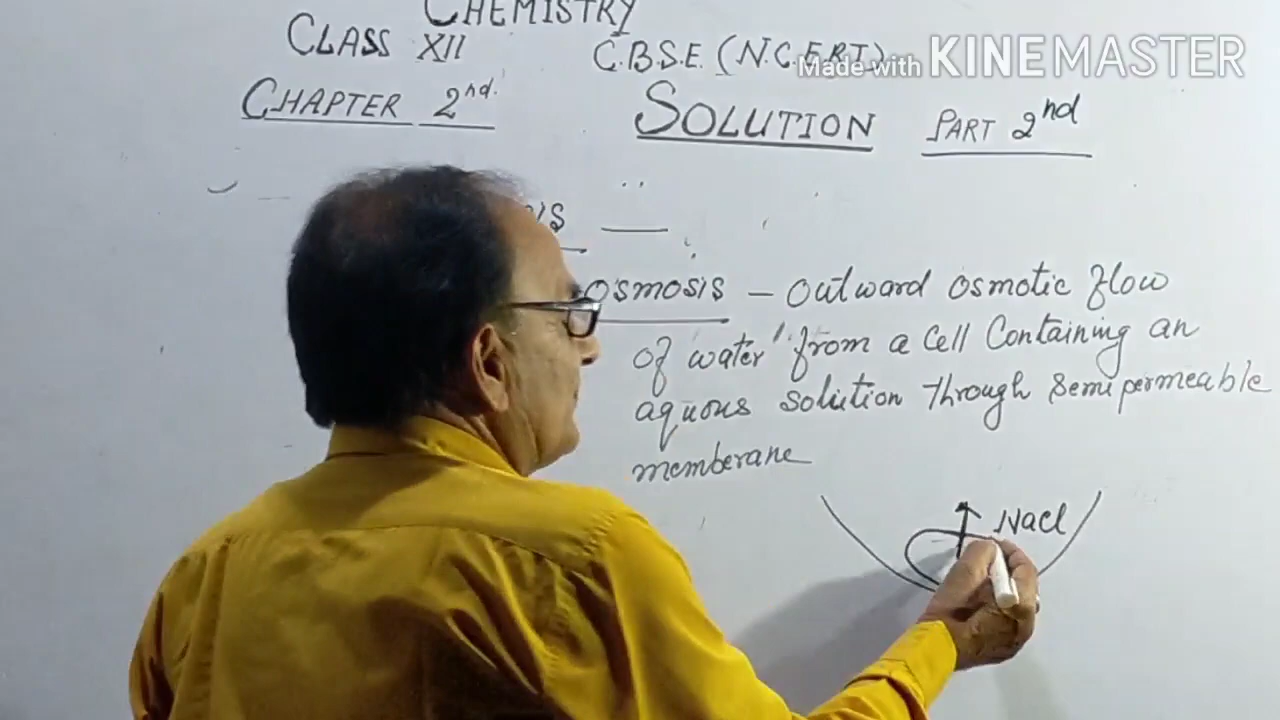 CHEMISTRY
CLASS XII C.B.S.E. (N.C.E.R.T)
Made with KINEMASTER
CHAPTER 2nd. SOLUTION PART 2nd
SIS —
OSMOSIS — Outward Osmotic flow
of water from a cell Containing an
aquous solution through semipermeable
memberane
Nacl